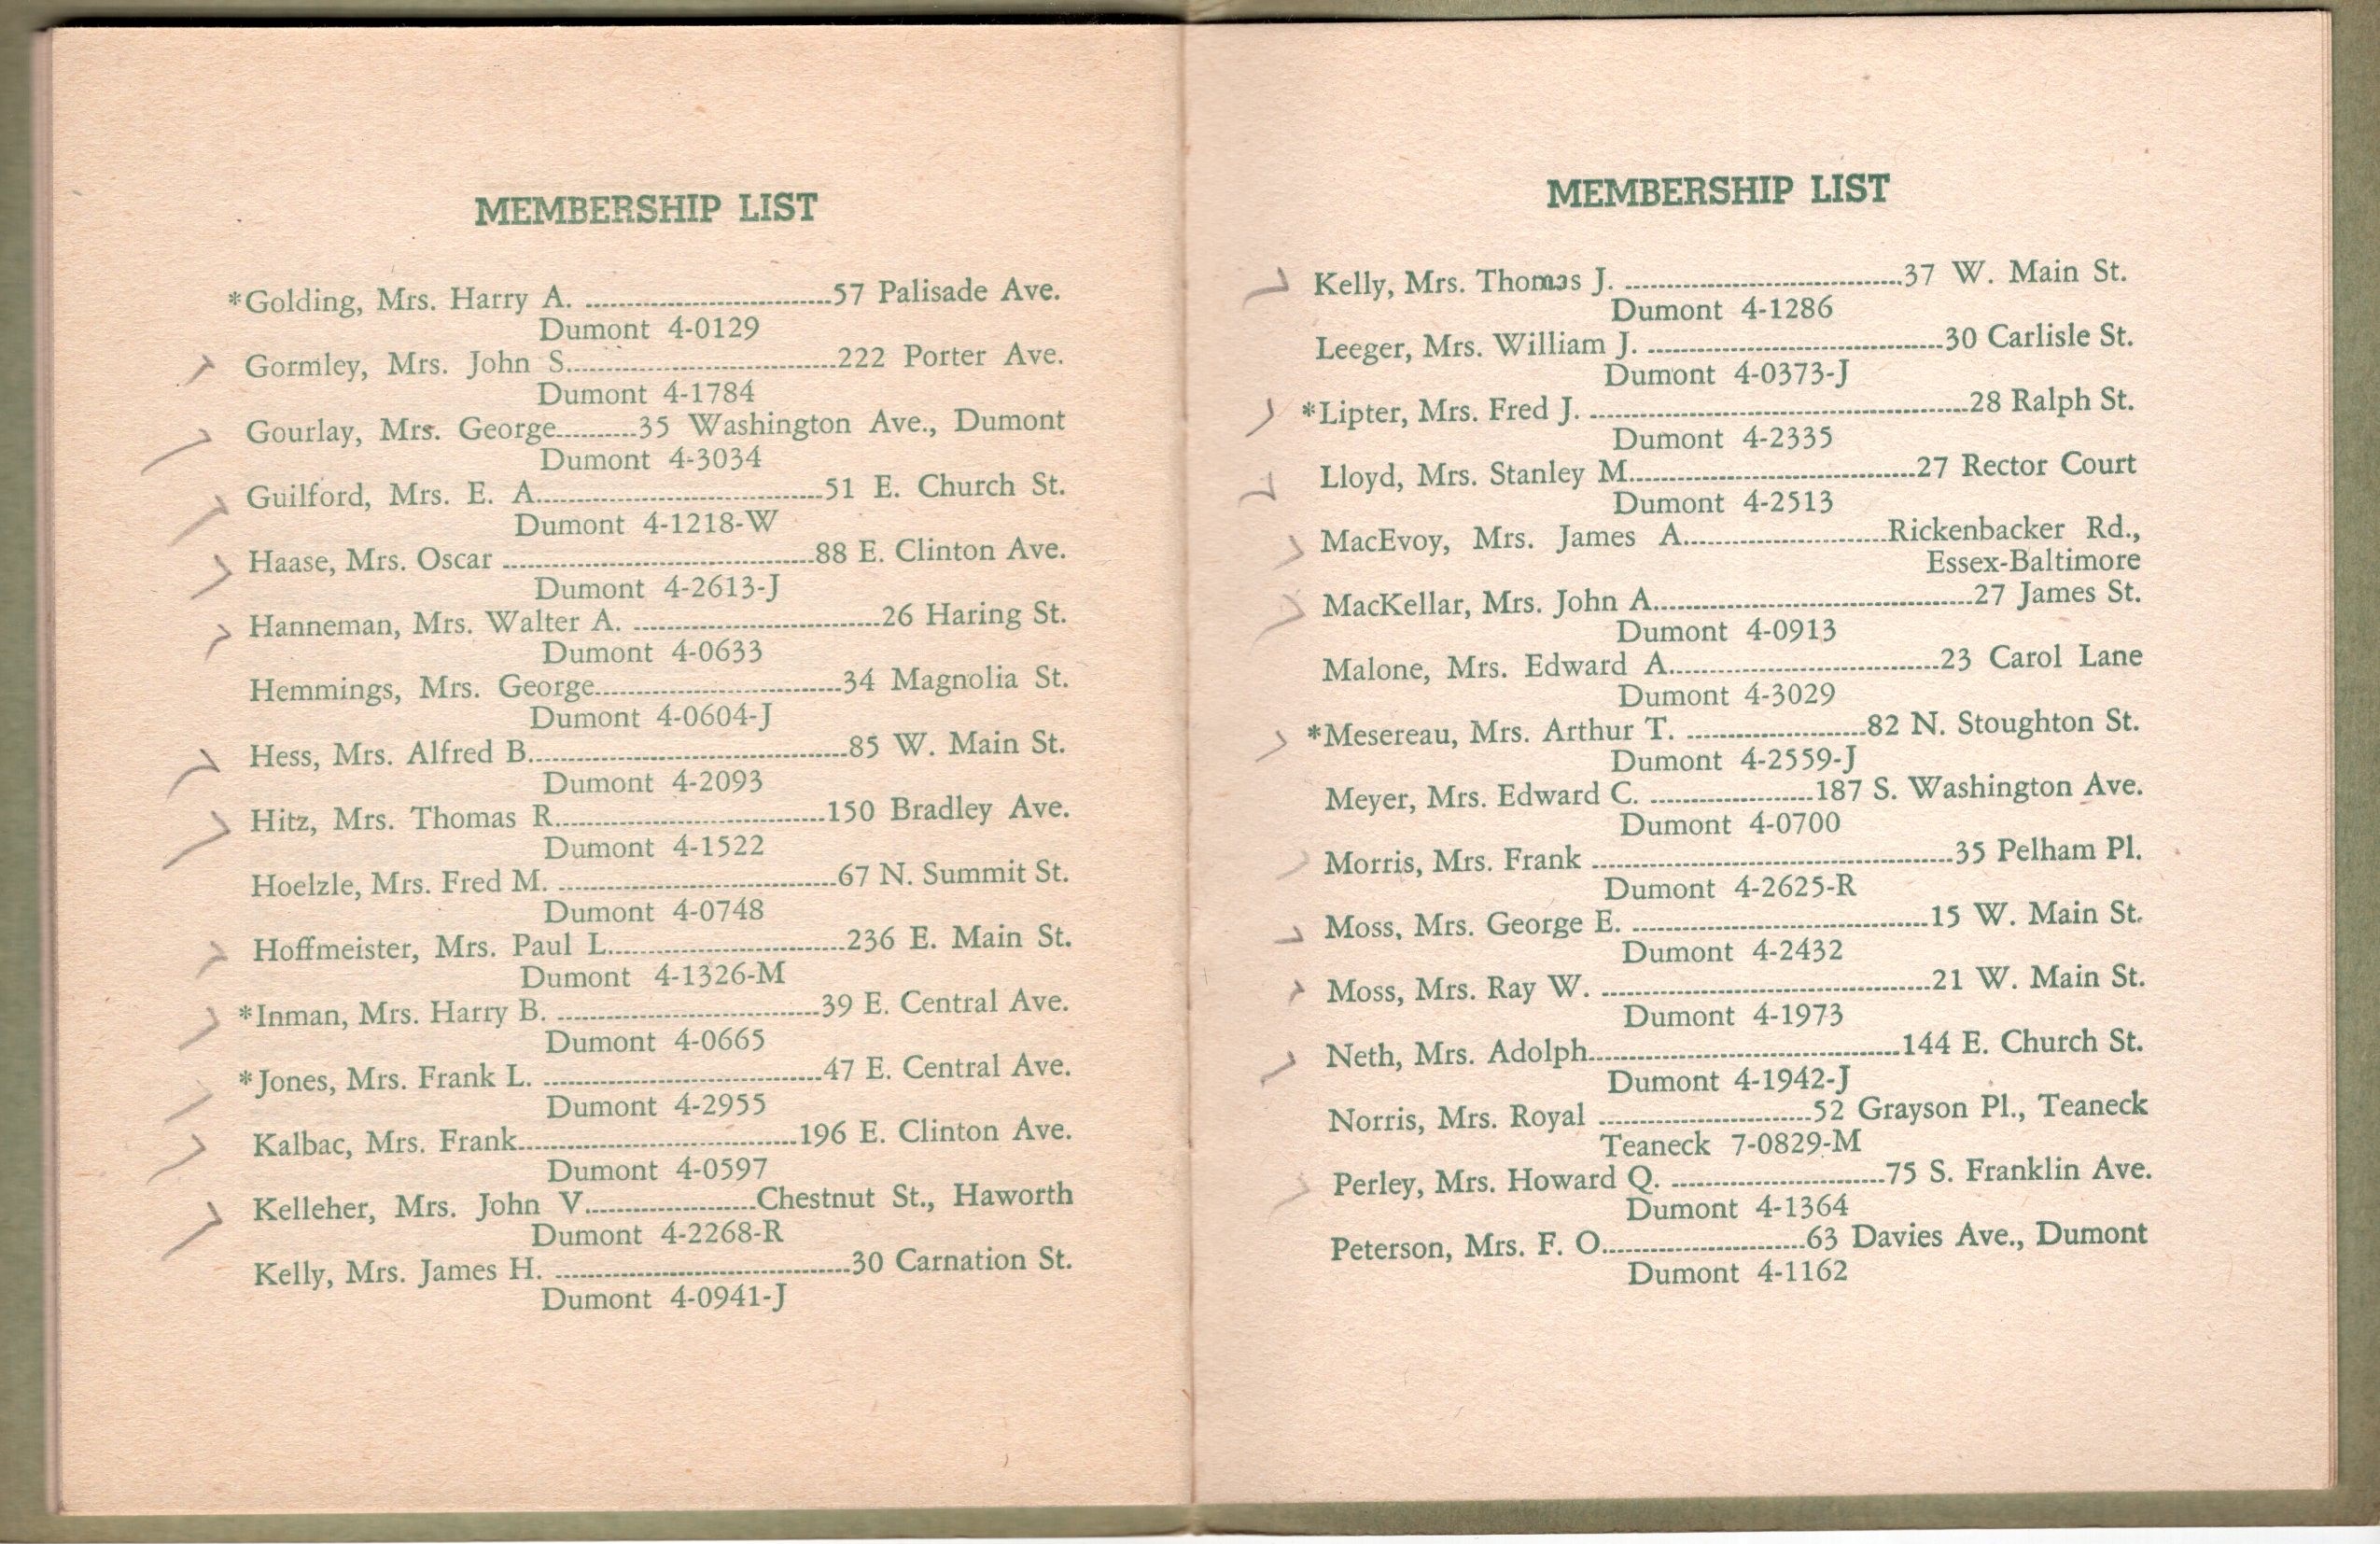 MEMBERSHIP LIST
*Golding, Mrs. Harry A. ..............................57 Palisade Ave.
Dumont 4-0129
Gormley, Mrs. John S..............................222 Porter Ave.
Dumont 4-1784
Gourlay, Mrs. George..........35 Washington Ave., Dumont
Dumont 4-3034
Guilford, Mrs. E. A..............................51 E. Church St.
Dumont 4-1218-W
Haase, Mrs. Oscar ..............................88 E. Clinton Ave.
Dumont 4-2613-J
Hanneman, Mrs. Walter A. ..............................26 Haring St.
Dumont 4-0633
Hemmings, Mrs. George..............................34 Magnolia St.
Dumont 4-0604-J
Hess, Mrs. Alfred B..............................85 W. Main St.
Dumont 4-2093
Hitz, Mrs. Thomas R..............................150 Bradley Ave.
Dumont 4-1522
Hoelzle, Mrs. Fred M. ..............................67 N. Summit St.
Dumont 4-0748
Hoffmeister, Mrs. Paul L..............................236 E. Main St.
Dumont 4-1326-M
*Inman, Mrs. Harry B. ..............................39 E. Central Ave.
Dumont 4-0665
*Jones, Mrs. Frank L. ..............................47 E. Central Ave.
Dumont 4-2955
Kalbac, Mrs. Frank..............................196 E. Clinton Ave.
Dumont 4-0597
Kelleher, Mrs. John V.....................Chestnut St., Haworth
Dumont 4-2268-R
Kelly, Mrs. James H. ..............................30 Carnation St.
Dumont 4-0941-J
MEMBERSHIP LIST
Kelly, Mrs. Thomas J. ..............................37 W. Main St.
Dumont 4-1286
Leeger, Mrs. William J. ..............................30 Carlisle St.
Dumont 4-0373-J
*Lipter, Mrs. Fred J. ..............................28 Ralph St.
Dumont 4-2335
Lloyd, Mrs. Stanley M..............................27 Rector Court
Dumont 4-2513
MacEvoy, Mrs. James A.........................Rickenbacker Rd.,
Essex-Baltimore
MacKellar, Mrs. John A..............................27 James St.
Dumont 4-0913
Malone, Mrs. Edward A..............................23 Carol Lane
Dumont 4-3029
*Mesereau, Mrs. Arthur T. ......................82 N. Stoughton St.
Dumont 4-2559-J
Meyer, Mrs. Edward C. ....................187 S. Washington Ave.
Dumont 4-0700
Morris, Mrs. Frank ..............................35 Pelham Pl.
Dumont 4-2625-R
Moss, Mrs. George E. ..............................15 W. Main St.
Dumont 4-2432
Moss, Mrs. Ray W. ..............................21 W. Main St.
Dumont 4-1973
Neth, Mrs. Adolph..............................144 E. Church St.
Dumont 4-1942-J
Norris, Mrs. Royal ..........................52 Grayson Pl., Teaneck
Teaneck 7-0829-M
Perley, Mrs. Howard Q. ..........................75 S. Franklin Ave.
Dumont 4-1364
Peterson, Mrs. F. O.........................63 Davies Ave., Dumont
Dumont 4-1162